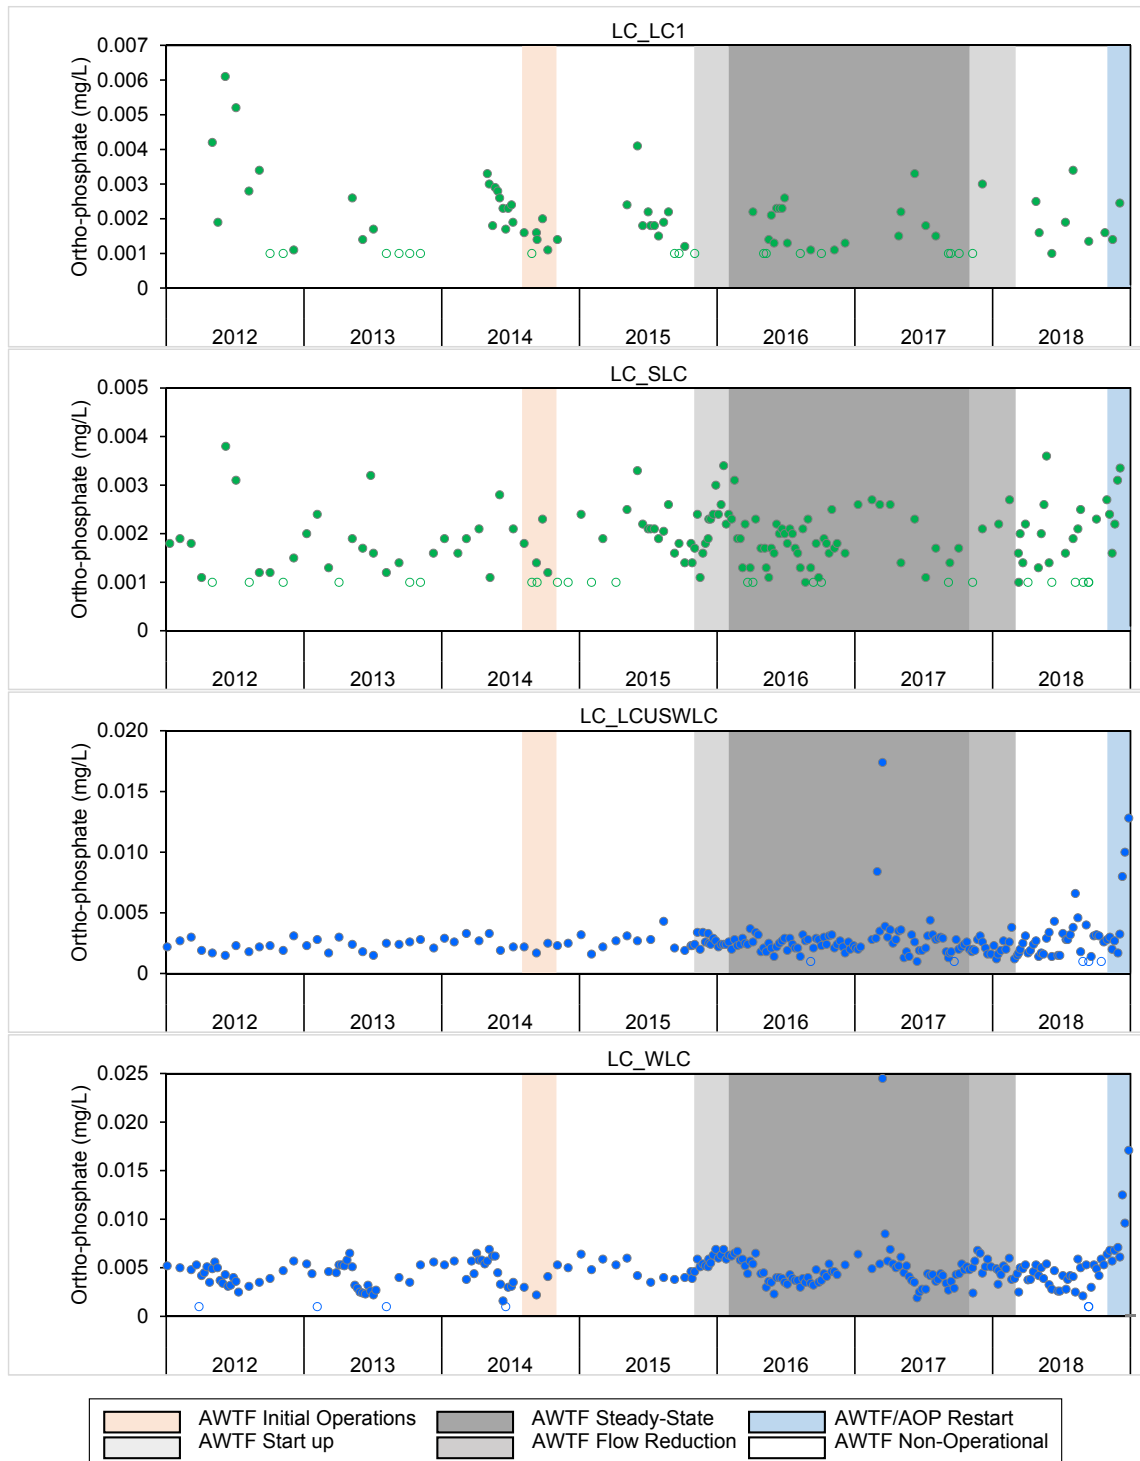 LC_LC1
Ortho-phosphate (mg/L)
0.007
0.006
0.005
0.004
0.003
0.002
0.001
0
2012 2013 2014 2015 2016 2017 2018
LC_SLC
Ortho-phosphate (mg/L)
0.005
0.004
0.003
0.002
0.001
0
2012 2013 2014 2015 2016 2017 2018
LC_LCUSWLC
Ortho-phosphate (mg/L)
0.020
0.015
0.010
0.005
0
2012 2013 2014 2015 2016 2017 2018
LC_WLC
Ortho-phosphate (mg/L)
0.025
0.020
0.015
0.010
0.005
0
2012 2013 2014 2015 2016 2017 2018
AWTF Initial Operations AWTF Steady-State AWTF/AOP Restart
AWTF Start up AWTF Flow Reduction AWTF Non-Operational